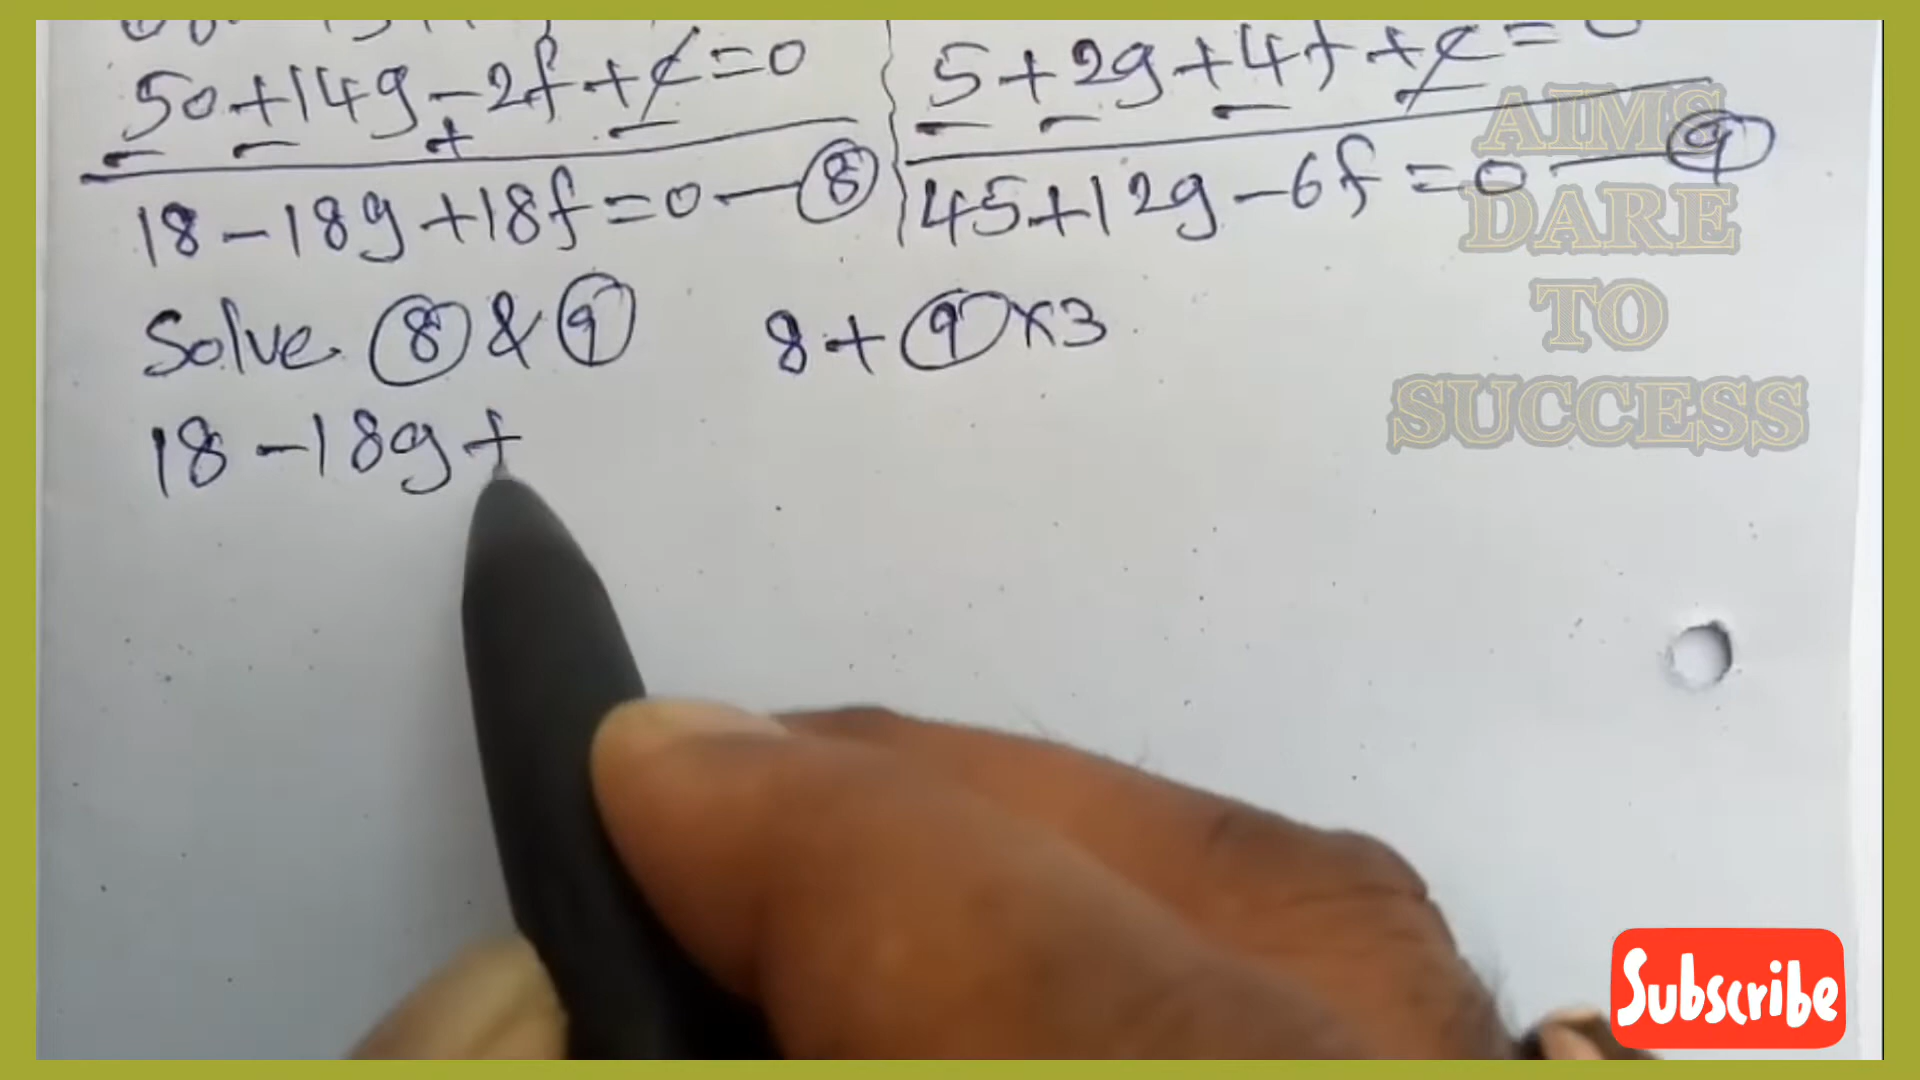 50+14g-2f+c=0
- - + -
18-18g+18f=0—⑧
5+2g+4f+c=0
- - - -
45+12g-6f=0—⑨
Solve ⑧ & ⑨ 8+⑨×3
18-18g+
AIMS
DARE
TO
SUCCESS
Subscribe